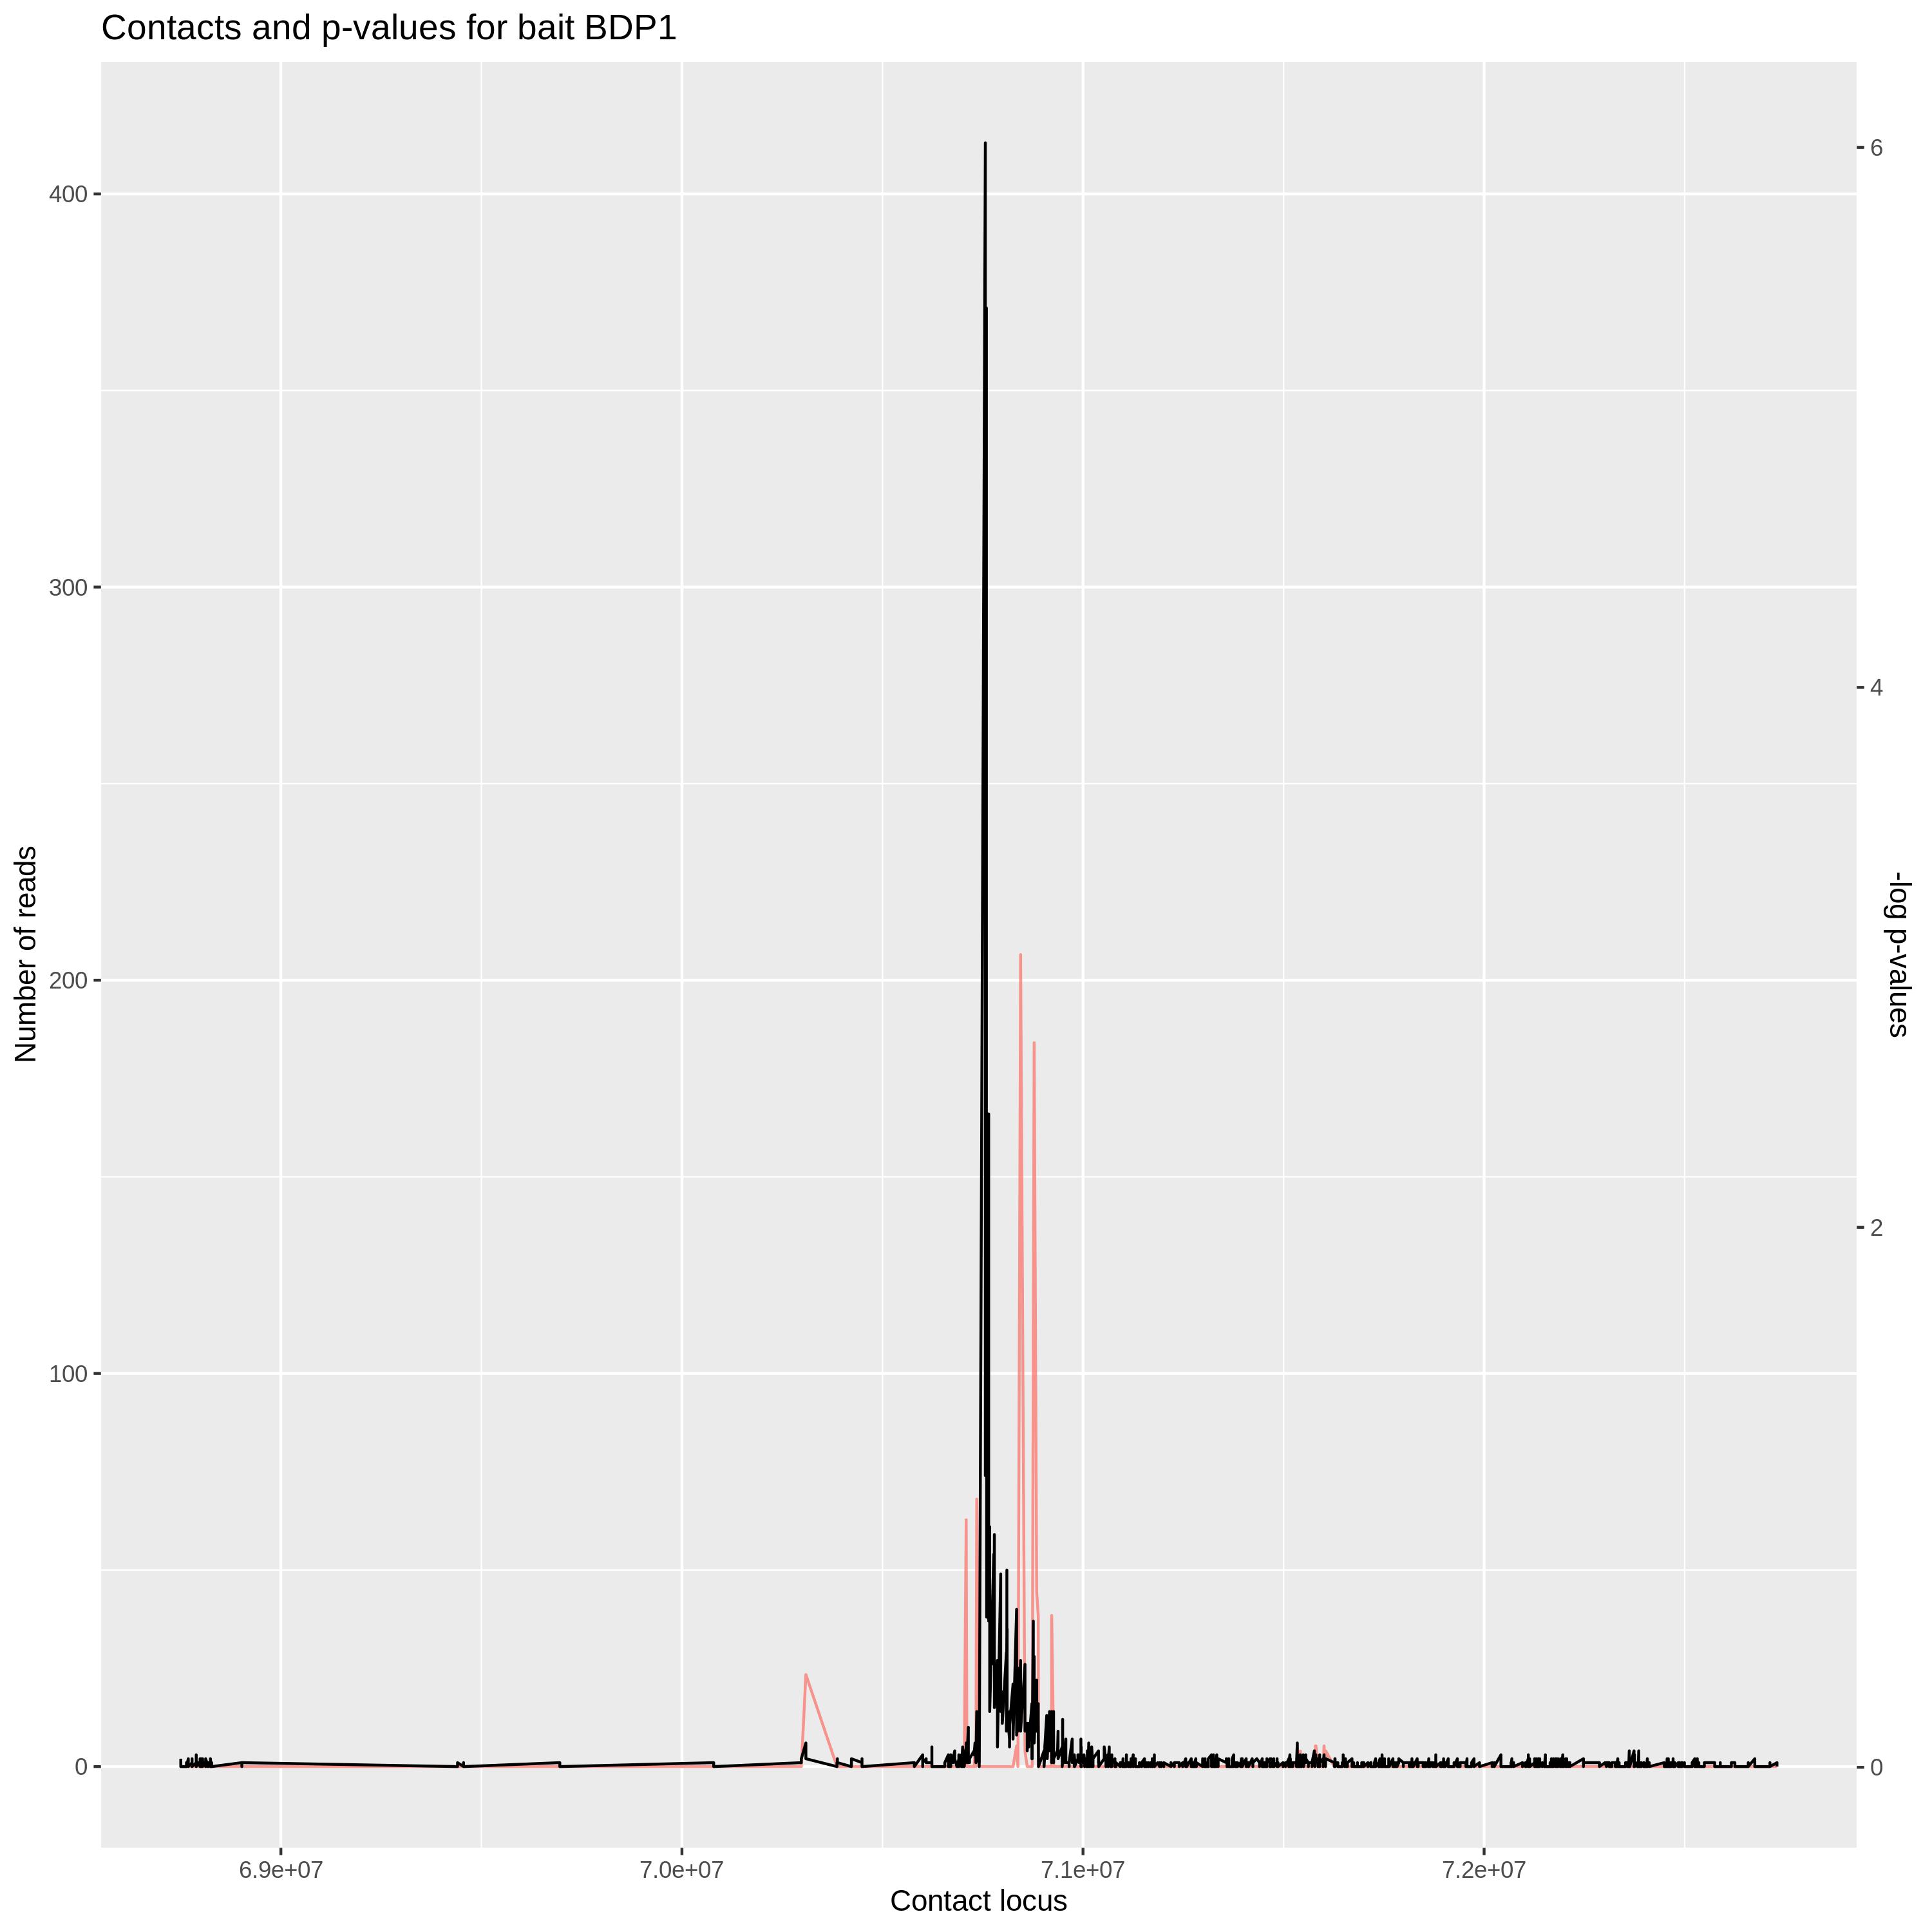 Contacts and p-values for bait BDP1
400
300
200
100
0
Number of reads
6
4
2
0
-log p-values
6.9e+07
7.0e+07
7.1e+07
7.2e+07
Contact locus